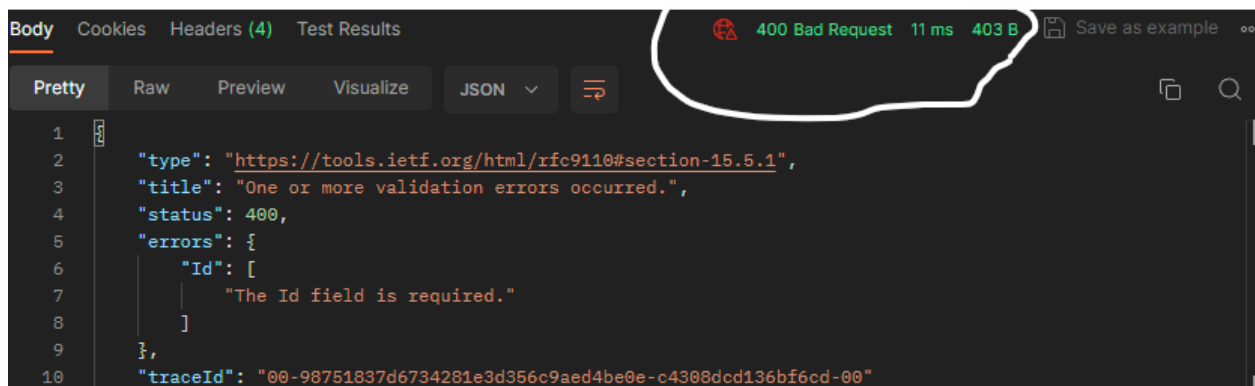 Body Cookies Headers (4) Test Results 400 Bad Request 11 ms 403 B Save as example
Pretty Raw Preview Visualize JSON
1 {
2 "type": "https://tools.ietf.org/html/rfc9110#section-15.5.1",
3 "title": "One or more validation errors occurred.",
4 "status": 400,
5 "errors": {
6 "Id": [
7 "The Id field is required."
8 ]
9 },
10 "traceId": "00-98751837d6734281e3d356c9aed4be0e-c4308dcd136bf6cd-00"